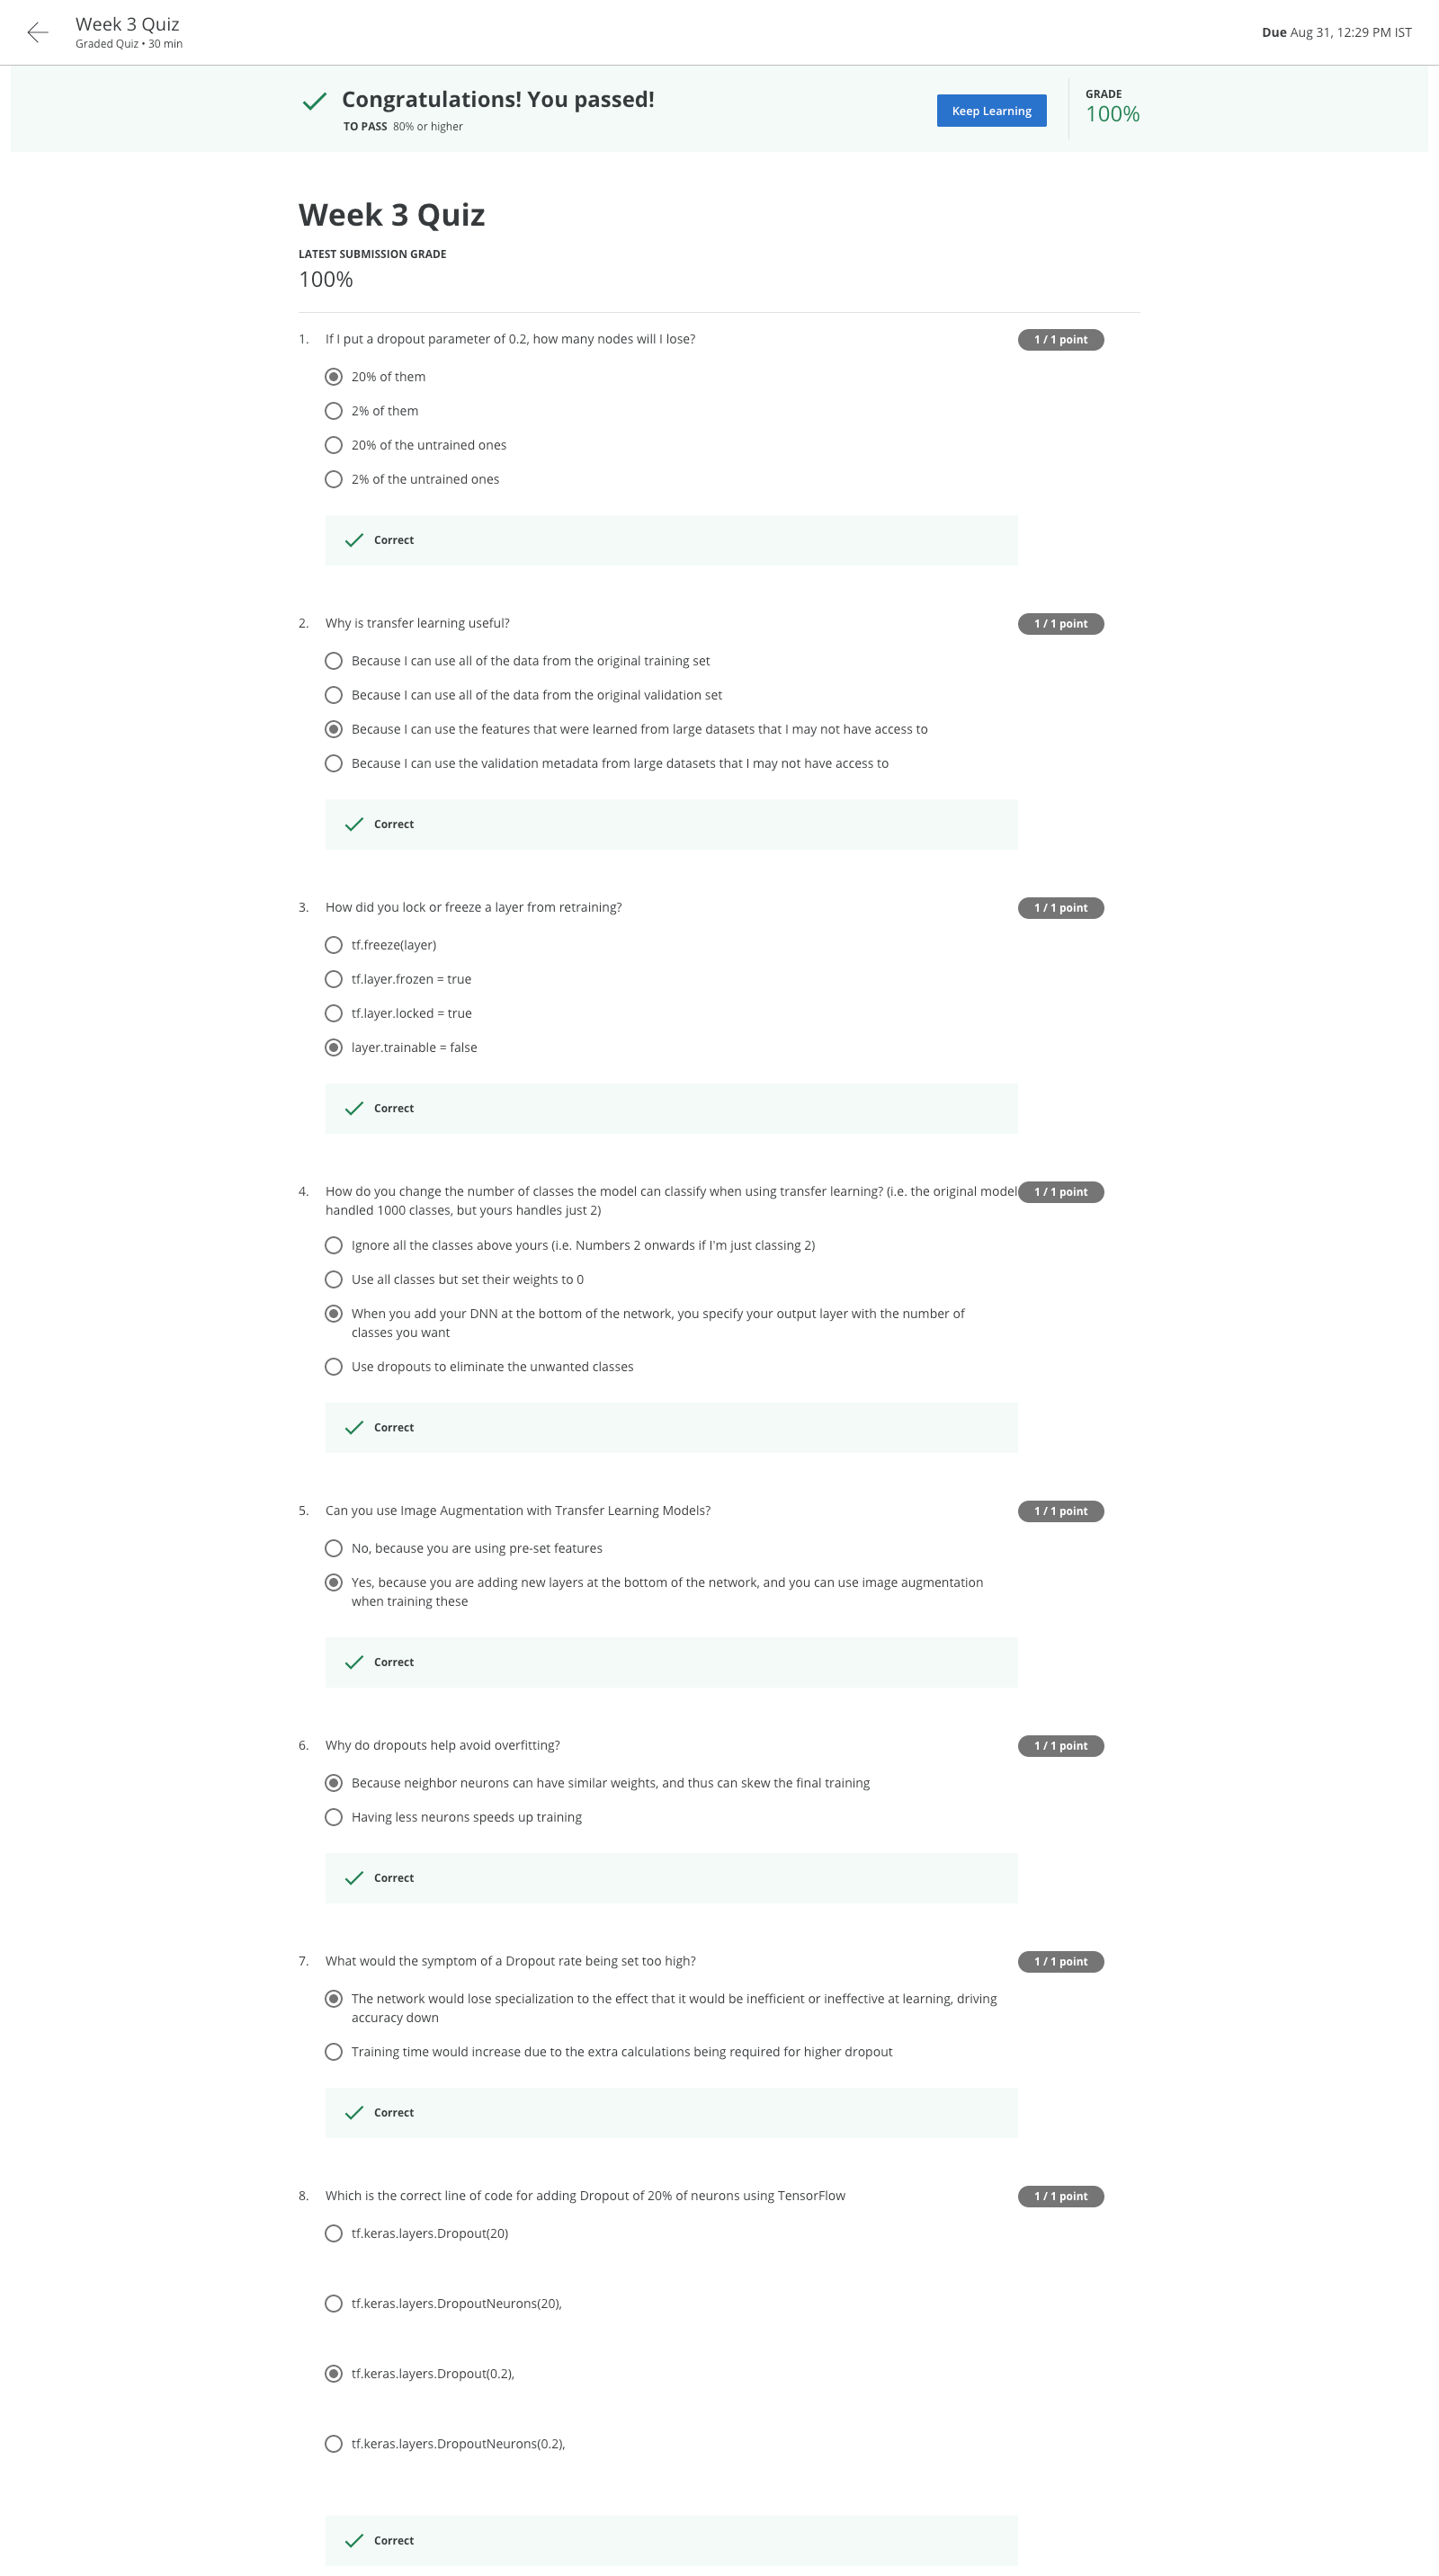 Week 3 Quiz
Graded Quiz • 30 min
Due Aug 31, 12:29 PM IST
Congratulations! You passed!
TO PASS 80% or higher
Keep Learning
GRADE
100%
Week 3 Quiz
LATEST SUBMISSION GRADE
100%
1. If I put a dropout parameter of 0.2, how many nodes will I lose?
1 / 1 point
20% of them
2% of them
20% of the untrained ones
2% of the untrained ones
Correct
2. Why is transfer learning useful?
1 / 1 point
Because I can use all of the data from the original training set
Because I can use all of the data from the original validation set
Because I can use the features that were learned from large datasets that I may not have access to
Because I can use the validation metadata from large datasets that I may not have access to
Correct
3. How did you lock or freeze a layer from retraining?
1 / 1 point
tf.freeze(layer)
tf.layer.frozen = true
tf.layer.locked = true
layer.trainable = false
Correct
4. How do you change the number of classes the model can classify when using transfer learning? (i.e. the original model
1 / 1 point
handled 1000 classes, but yours handles just 2)
Ignore all the classes above yours (i.e. Numbers 2 onwards if I'm just classing 2)
Use all classes but set their weights to 0
When you add your DNN at the bottom of the network, you specify your output layer with the number of
classes you want
Use dropouts to eliminate the unwanted classes
Correct
5. Can you use Image Augmentation with Transfer Learning Models?
1 / 1 point
No, because you are using pre-set features
Yes, because you are adding new layers at the bottom of the network, and you can use image augmentation
when training these
Correct
6. Why do dropouts help avoid overfitting?
1 / 1 point
Because neighbor neurons can have similar weights, and thus can skew the final training
Having less neurons speeds up training
Correct
7. What would the symptom of a Dropout rate being set too high?
1 / 1 point
The network would lose specialization to the effect that it would be inefficient or ineffective at learning, driving
accuracy down
Training time would increase due to the extra calculations being required for higher dropout
Correct
8. Which is the correct line of code for adding Dropout of 20% of neurons using TensorFlow
1 / 1 point
tf.keras.layers.Dropout(20)
tf.keras.layers.DropoutNeurons(20),
tf.keras.layers.Dropout(0.2),
tf.keras.layers.DropoutNeurons(0.2),
Correct